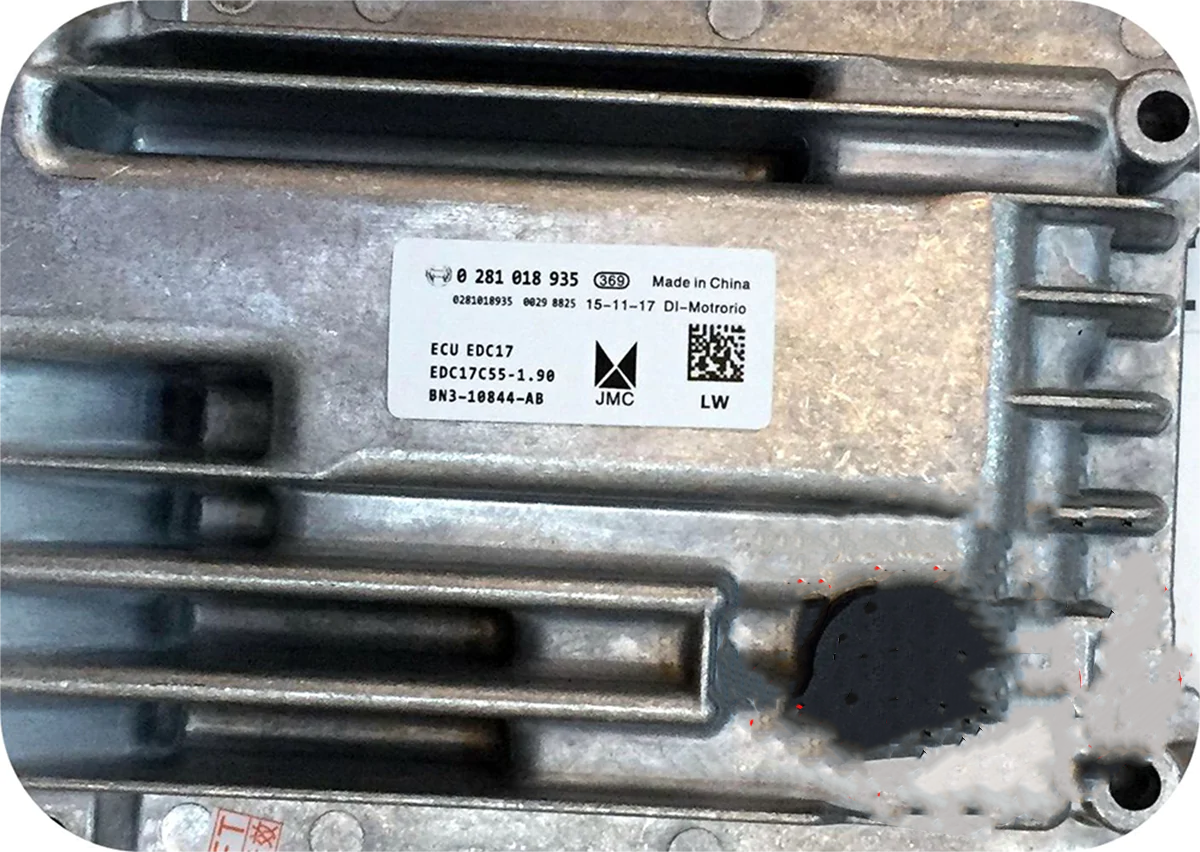 0 281 018 935 369 Made in China
0281018935 0029 8825 15-11-17 DI-Motrorio
ECU EDC17
EDC17C55-1.90
BN3-10844-AB
JMC
LW